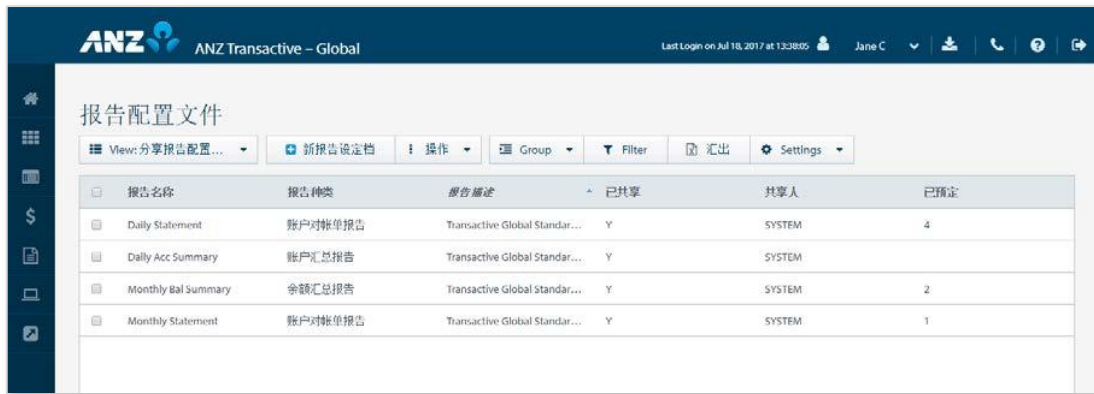 ANZ ANZ Transactive – Global Last Login on Jul 18, 2017 at 13:38:05 Jane C
报告配置文件
View: 分享报告配置... 新报告设定档 操作 Group Filter 汇出 Settings
报告名称 报告种类 报告描述 已共享 共享人 已预定
Daily Statement 账户对帐单报告 Transactive Global Standar... Y SYSTEM 4
Daily Acc Summary 账户汇总报告 Transactive Global Standar... Y SYSTEM
Monthly Bal Summary 余额汇总报告 Transactive Global Standar... Y SYSTEM 2
Monthly Statement 账户对帐单报告 Transactive Global Standar... Y SYSTEM 1